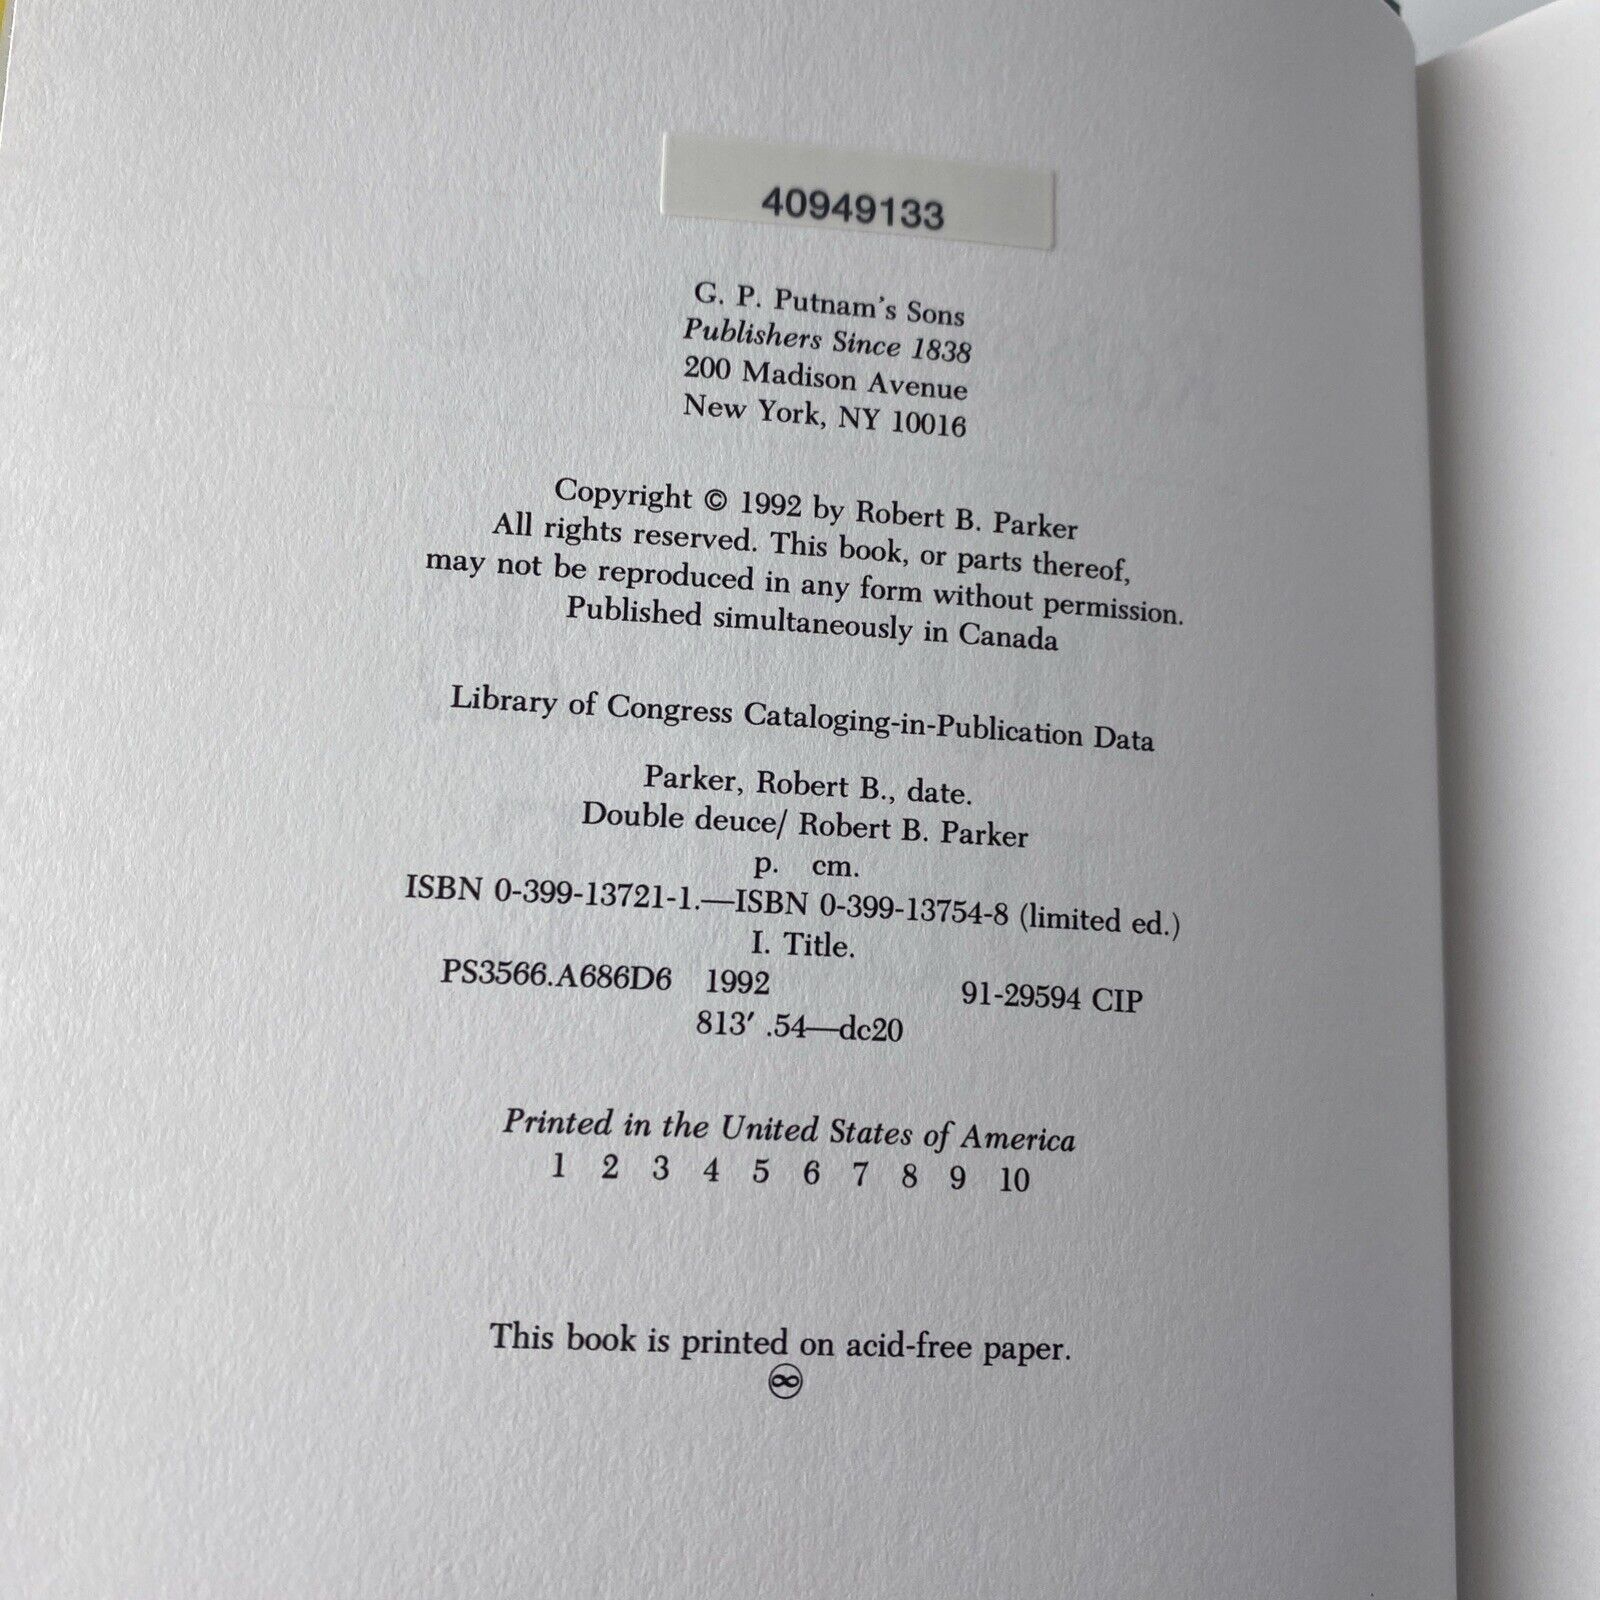 40949133
G. P. Putnam's Sons
Publishers Since 1838
200 Madison Avenue
New York, NY 10016
Copyright © 1992 by Robert B. Parker
All rights reserved. This book, or parts thereof,
may not be reproduced in any form without permission.
Published simultaneously in Canada
Library of Congress Cataloging-in-Publication Data
Parker, Robert B., date.
Double deuce/ Robert B. Parker
p. cm.
ISBN 0-399-13721-1.—ISBN 0-399-13754-8 (limited ed.)
I. Title.
PS3566.A686D6 1992 91-29594 CIP
813′ .54—dc20
Printed in the United States of America
1 2 3 4 5 6 7 8 9 10
This book is printed on acid-free paper.
♾